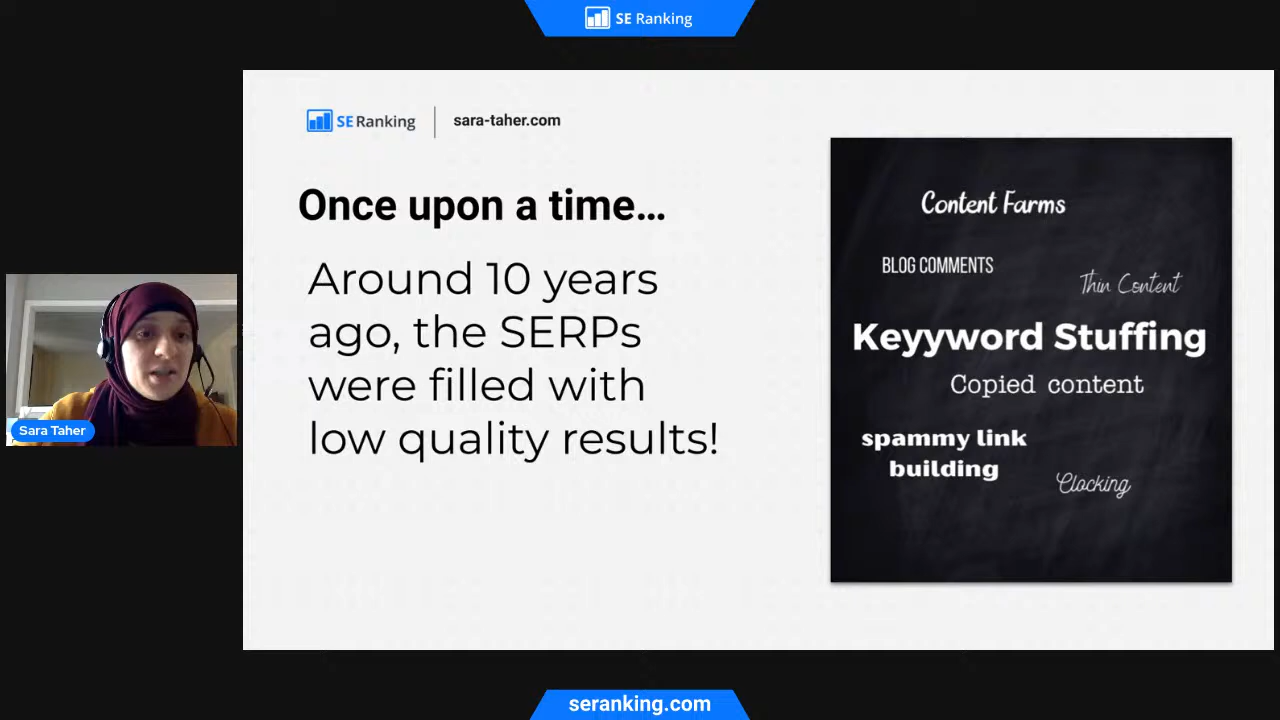 SE Ranking
SE Ranking
sara-taher.com
Once upon a time...
Around 10 years
ago, the SERPs
were filled with
low quality results!
Content Farms
BLOG COMMENTS
Thin Content
Keyyword Stuffing
Copied content
spammy link
building
Clocking
Sara Taher
seranking.com